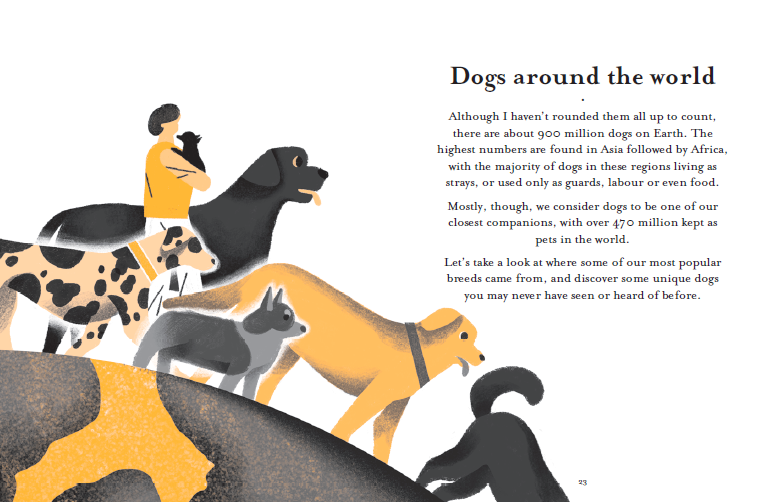 Dogs around the world
Although I haven't rounded them all up to count,
there are about 900 million dogs on Earth. The
highest numbers are found in Asia followed by Africa,
with the majority of dogs in these regions living as
strays, or used only as guards, labour or even food.
Mostly, though, we consider dogs to be one of our
closest companions, with over 470 million kept as
pets in the world.
Let's take a look at where some of our most popular
breeds came from, and discover some unique dogs
you may never have seen or heard of before.
23